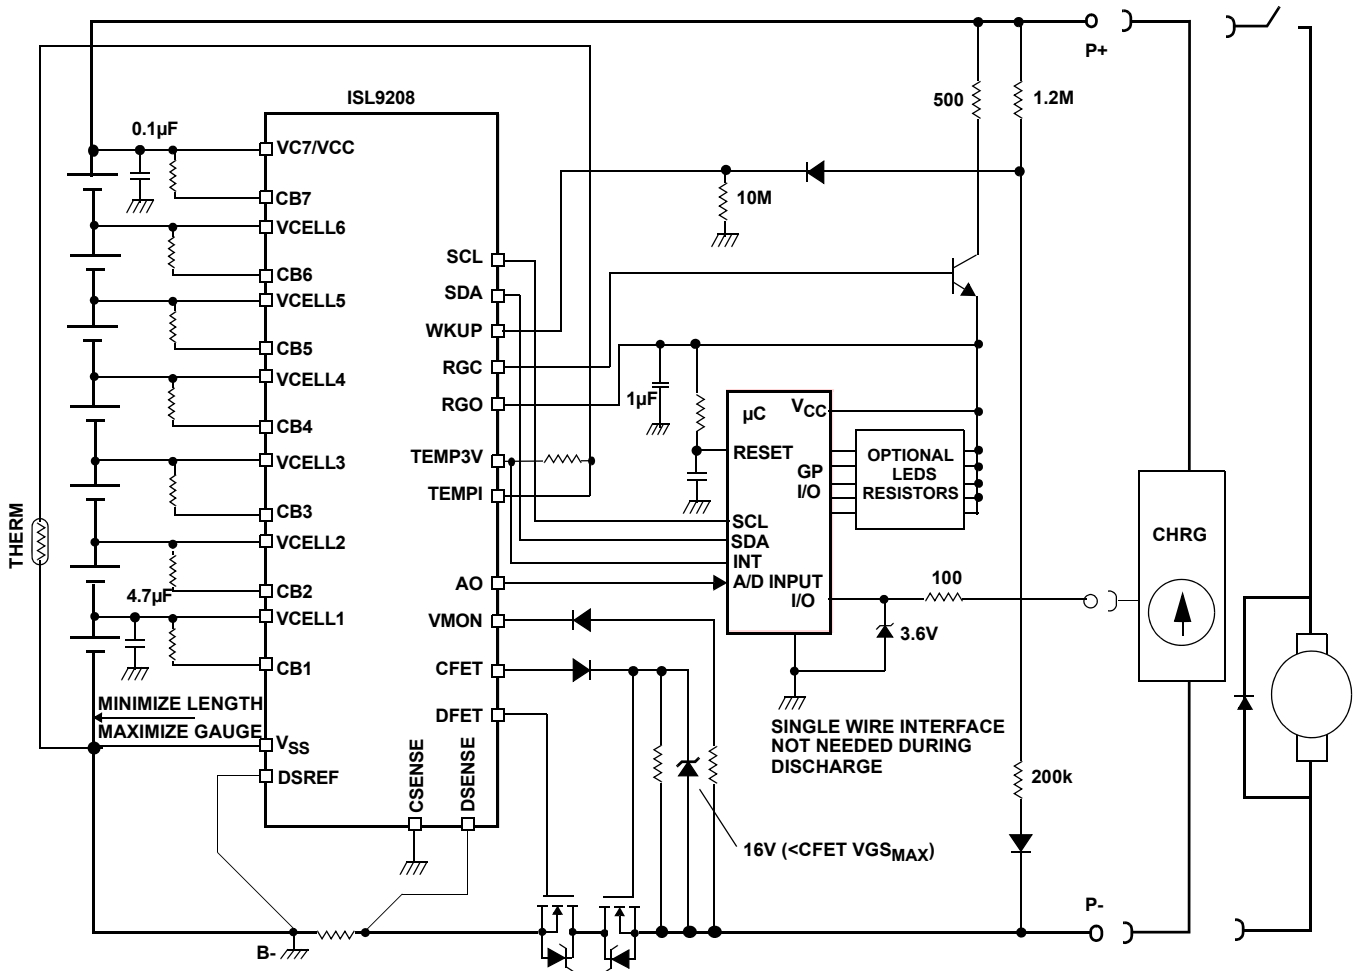 P+
ISL9208
500
1.2M
0.1µF
VC7/VCC
CB7
10M
VCELL6
SCL
CB6
SDA
VCELL5
WKUP
CB5
RGC
VCELL4
RGO
1µF
µC
VCC
CB4
RESET
OPTIONAL
LEDS
RESISTORS
GP
I/O
VCELL3
TEMP3V
TEMPI
CB3
SCL
SDA
INT
A/D INPUT
I/O
CHRG
THERM
VCELL2
CB2
AO
100
4.7µF
VCELL1
VMON
3.6V
CB1
CFET
MINIMIZE LENGTH
MAXIMIZE GAUGE
DFET
SINGLE WIRE INTERFACE
NOT NEEDED DURING
DISCHARGE
VSS
DSREF
CSENSE
DSENSE
200k
16V (<CFET VGSMAX)
P-
B-